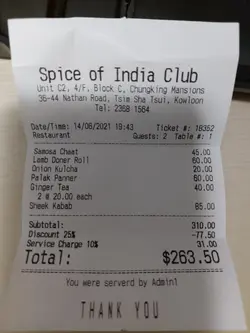 Spice of India Club
Unit C2, 4/F, Block C, Chungking Mansions
36-44 Nathan Road, Tsim Sha Tsui, Kowloon
Tel: 2368 1564
Date/Time: 14/06/2021 19:43 Ticket #: 18352
Restaurant Guests: 2 Table #: 1
Samosa Chaat 45.00
Lamb Doner Roll 60.00
Onion Kulcha 20.00
Palak Panner 60.00
Ginger Tea 40.00
2 @ 20.00 each
Sheek Kabab 85.00
Subtotal: 310.00
Discount 25% -77.50
Service Charge 10% 31.00
Total: $263.50
You were serverd by Admin1
THANK YOU